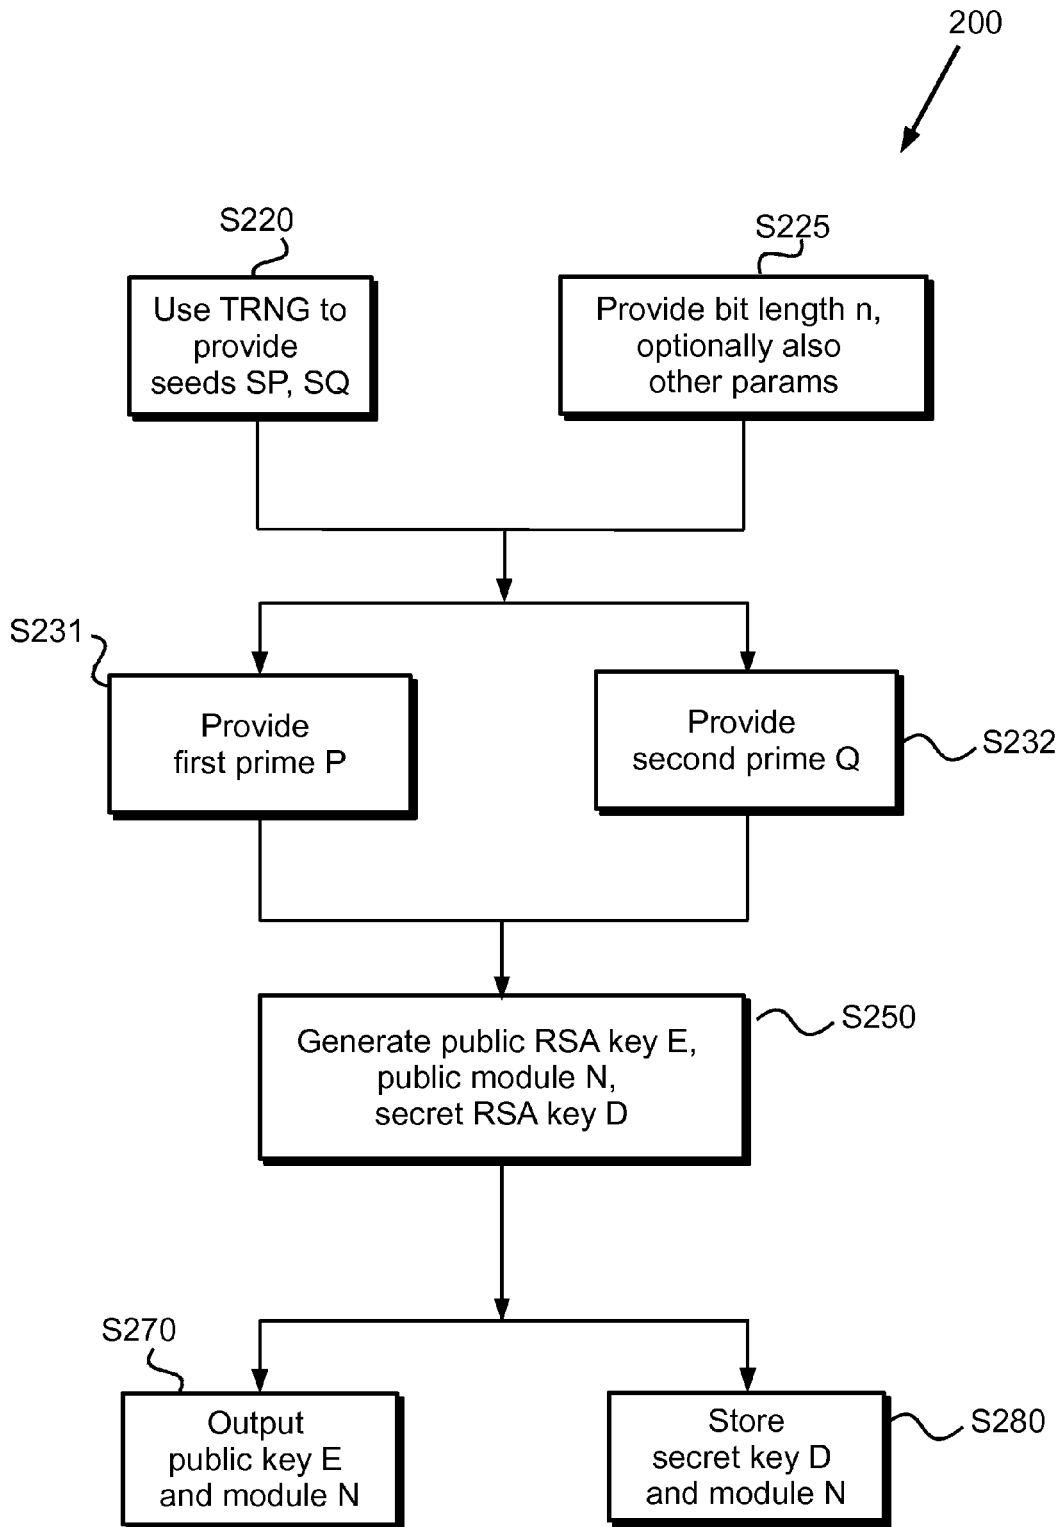 200
S220
Use TRNG to
provide
seeds SP, SQ
S225
Provide bit length n,
optionally also
other params
S231
Provide
first prime P
Provide
second prime Q
S232
Generate public RSA key E,
public module N,
secret RSA key D
S250
S270
Output
public key E
and module N
Store
secret key D
and module N
S280